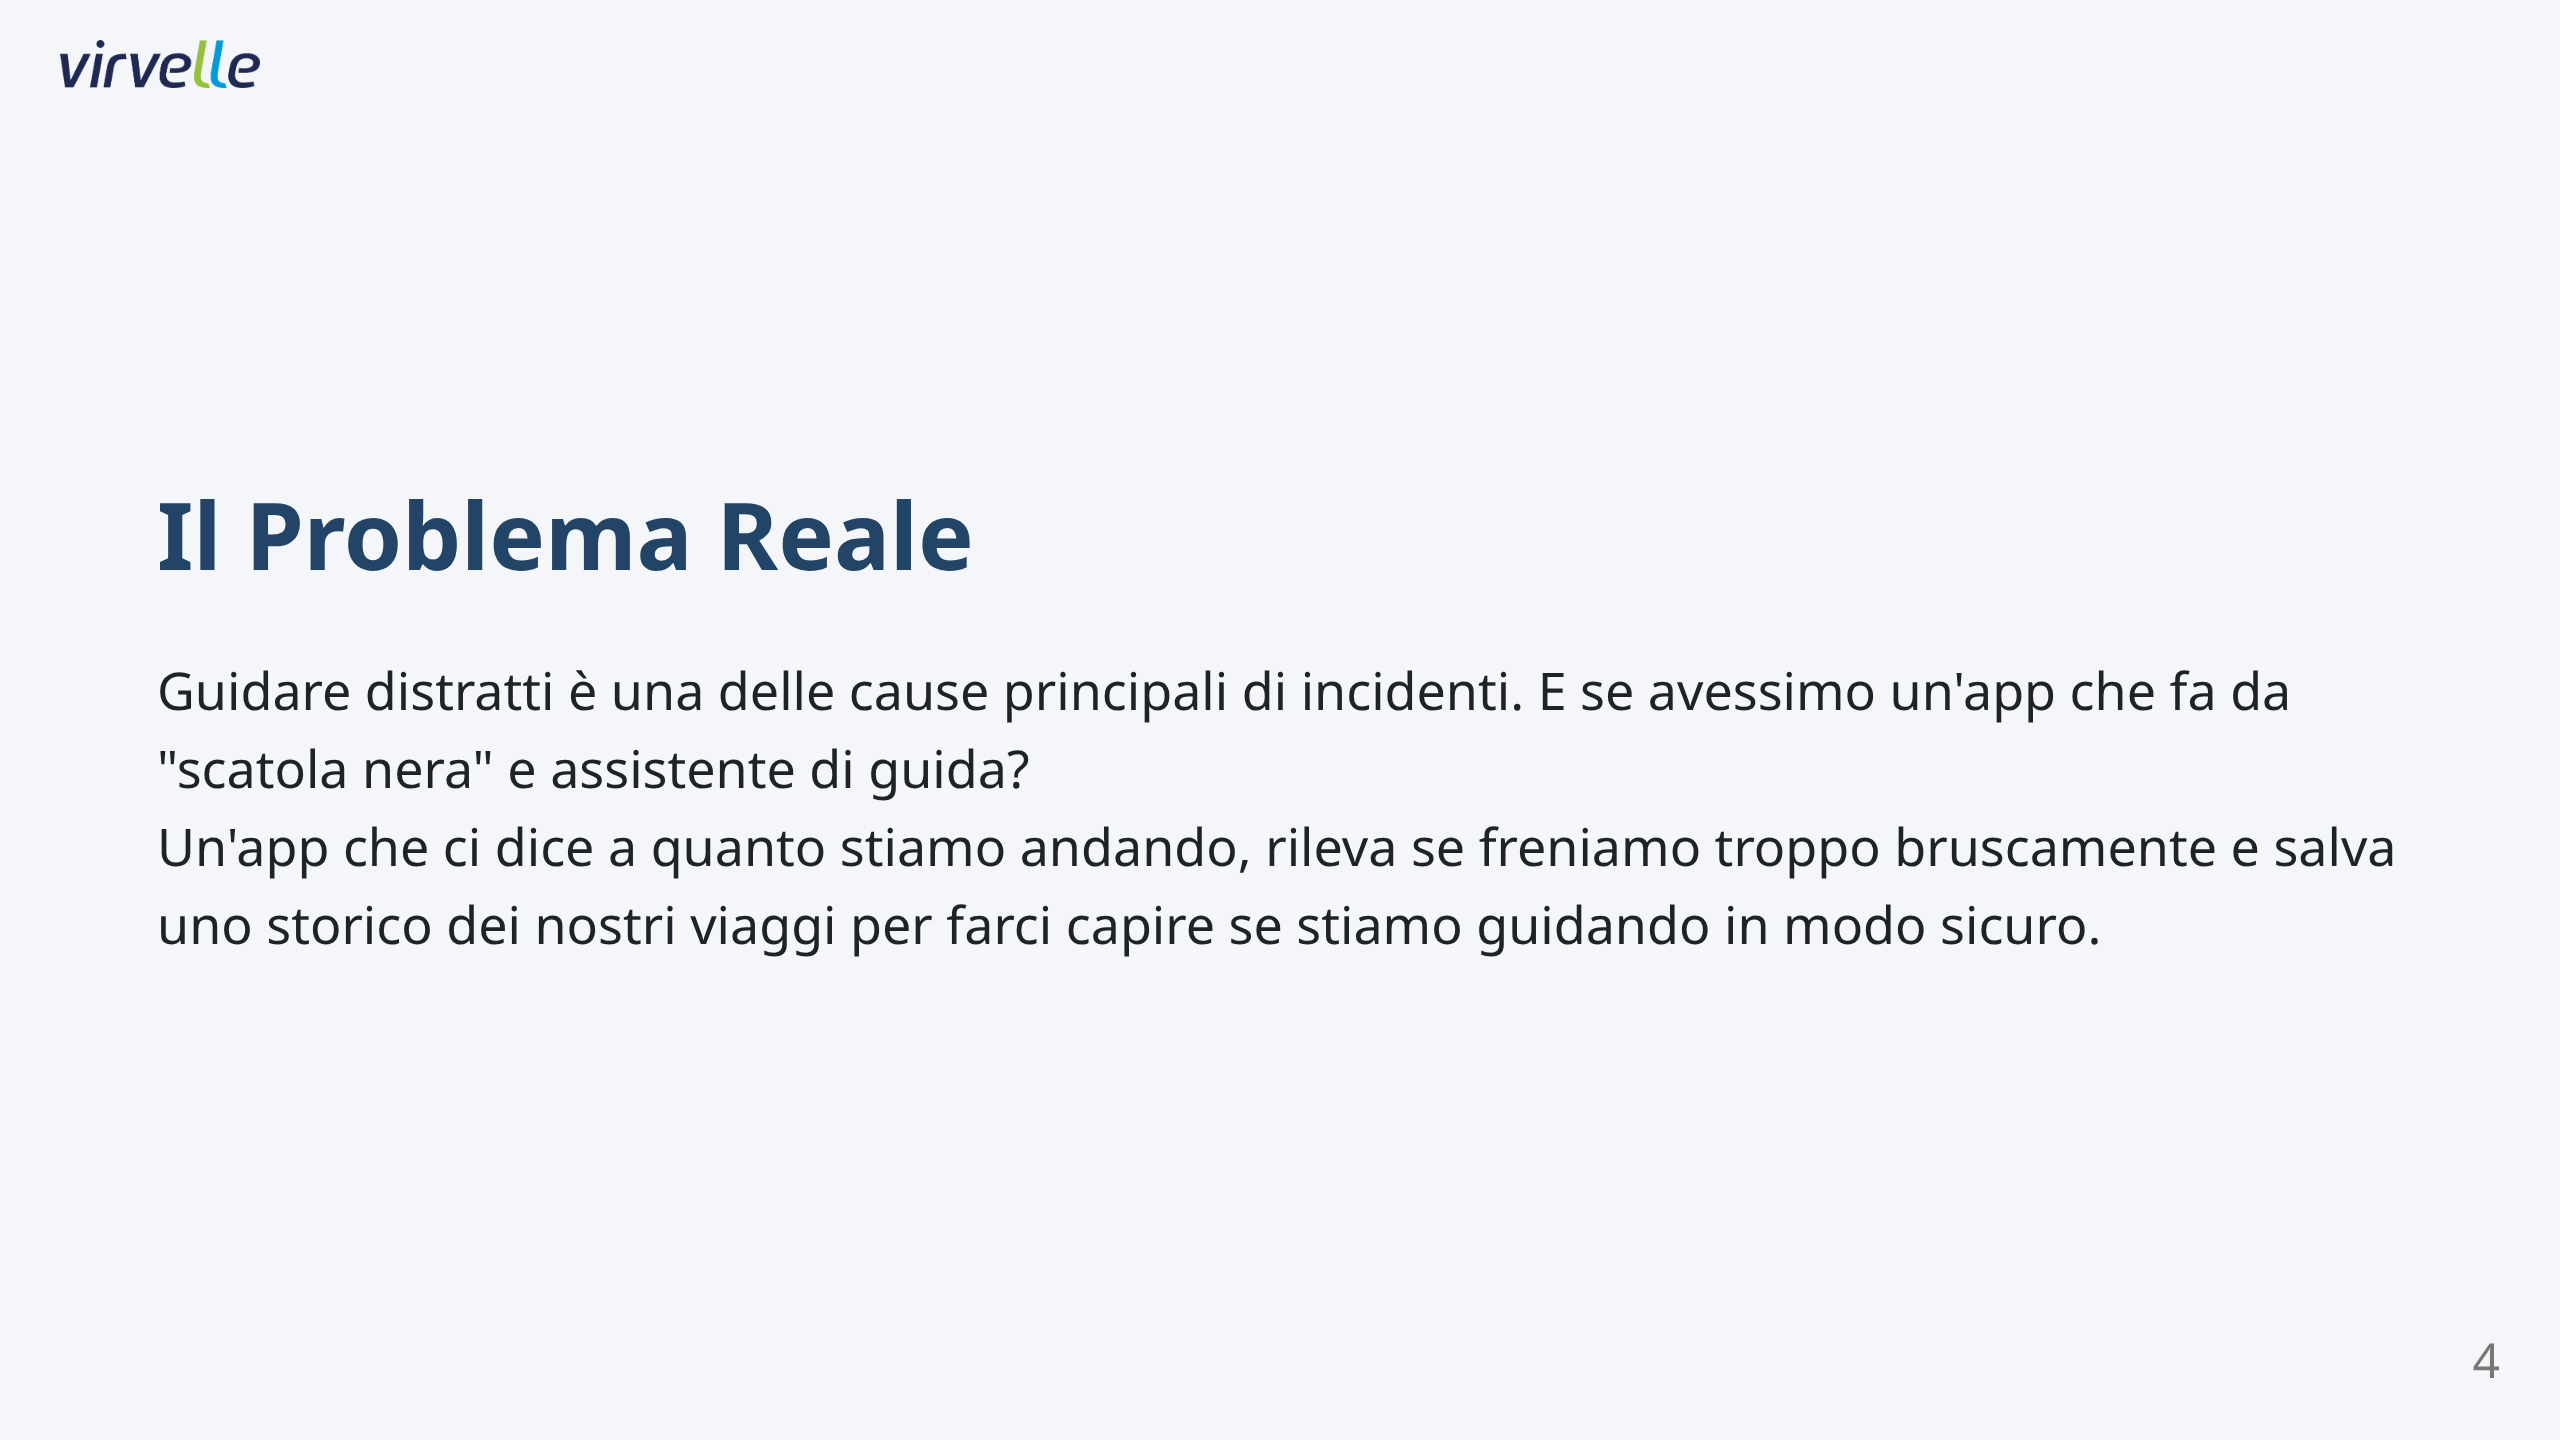 virvelle
Il Problema Reale
Guidare distratti è una delle cause principali di incidenti. E se avessimo un'app che fa da
"scatola nera" e assistente di guida?
Un'app che ci dice a quanto stiamo andando, rileva se freniamo troppo bruscamente e salva
uno storico dei nostri viaggi per farci capire se stiamo guidando in modo sicuro.
4